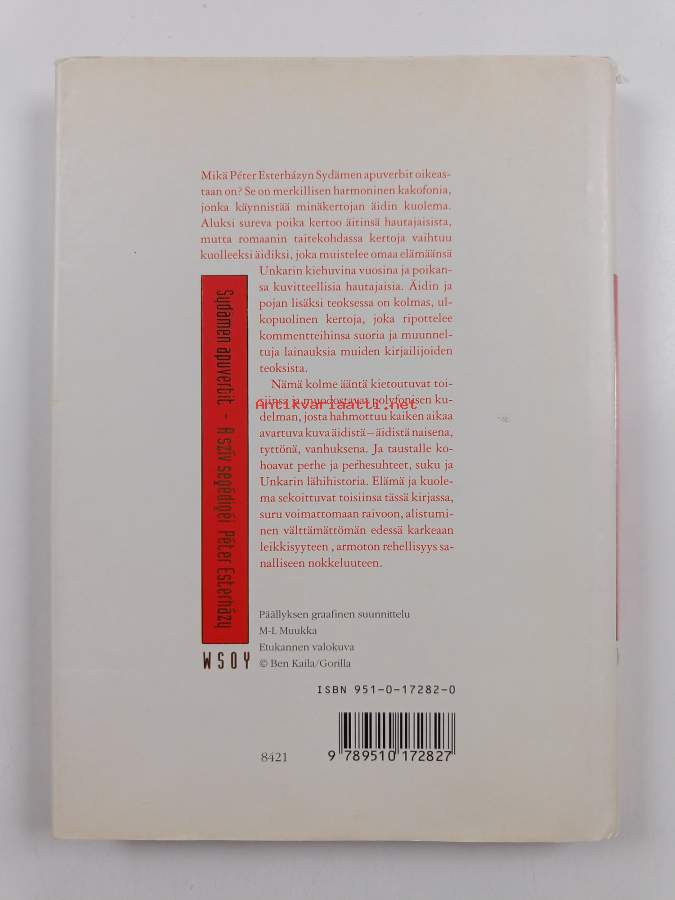 Mikä Péter Esterházyn Sydämen apuverbit oikeas-
taan on? Se on merkillisen harmoninen kakofonia,
jonka käynnistää minäkertojan äidin kuolema.
Aluksi sureva poika kertoo äitinsä hautajaisista,
mutta romaanin taitekohdassa kertoja vaihtuu
kuolleeksi äidiksi, joka muistelee omaa elämäänsä
Unkarin kiehuvina vuosina ja poikan-
sa kuvitteellisia hautajaisia. Äidin ja
pojan lisäksi teoksessa on kolmas, ul-
kopuolinen kertoja, joka ripottelee
kommentteihinsa suoria ja muunnel-
tuja lainauksia muiden kirjailijoiden
teoksista.
Nämä kolme ääntä kietoutuvat toi-
siinsa ja muodostavat polyfonisen ku-
delman, josta hahmottuu kaiken aikaa
avartuva kuva äidistä – äidistä naisena,
tyttönä, vanhuksena. Ja taustalle ko-
hoavat perhe ja perhesuhteet, suku ja
Unkarin lähihistoria. Elämä ja kuole-
ma sekoittuvat toisiinsa tässä kirjassa,
suru voimattomaan raivoon, alistumi-
nen välttämättömän edessä karkeaan
leikkisyyteen , armoton rehellisyys sa-
nalliseen nokkeluuteen.
Antikvariaatti.net
Sydämen apuverbit - A szív segédigéi Péter Esterházy
WSOY
Päällyksen graafinen suunnittelu
M-L Muukka
Etukannen valokuva
© Ben Kaila/Gorilla
ISBN 951-0-17282-0
8421
9 789510 172827